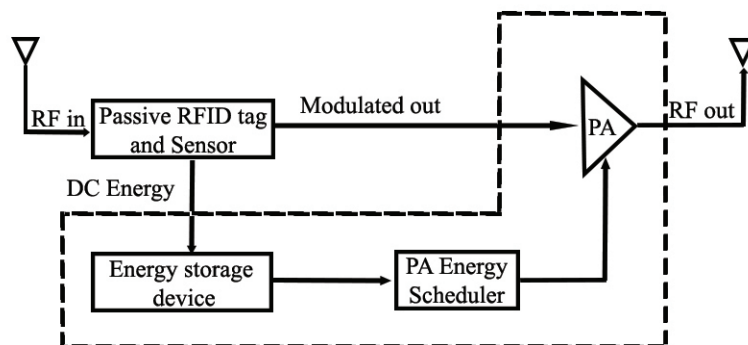 RF in
Passive RFID tag
and Sensor
Modulated out
PA
RF out
DC Energy
Energy storage
device
PA Energy
Scheduler